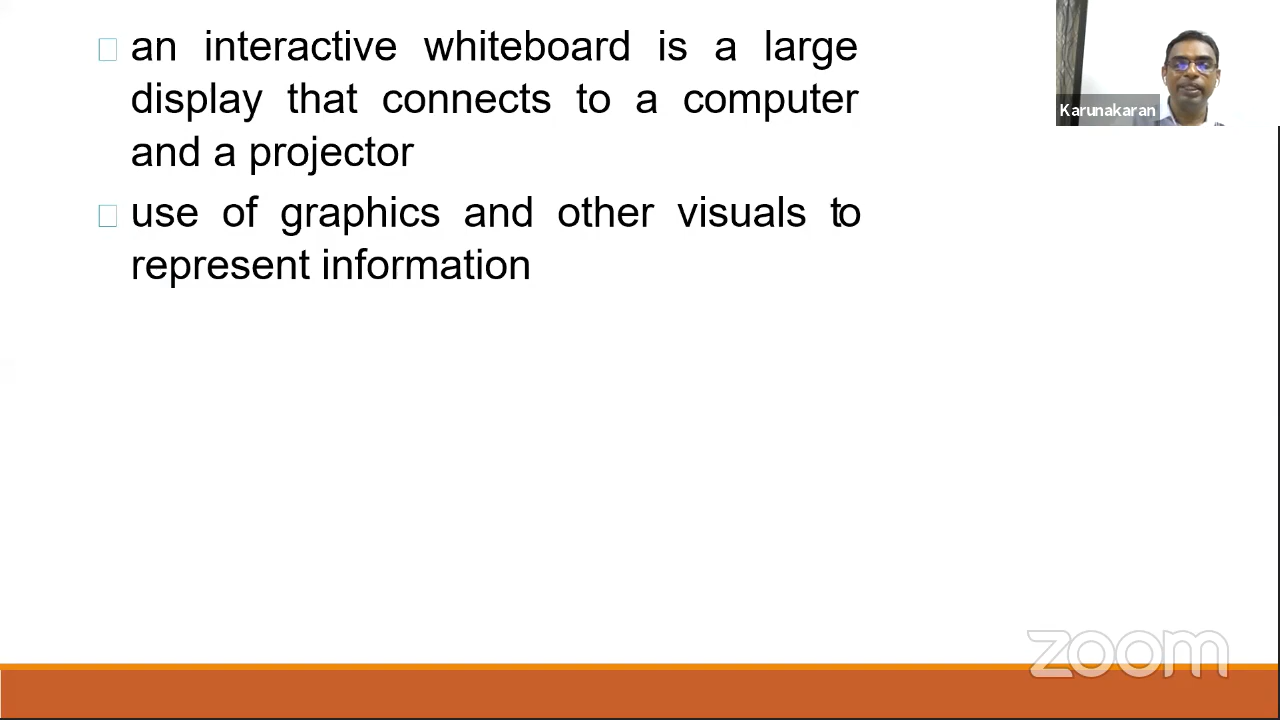 an interactive whiteboard is a large
display that connects to a computer
and a projector
use of graphics and other visuals to
represent information
Karunakaran
zoom